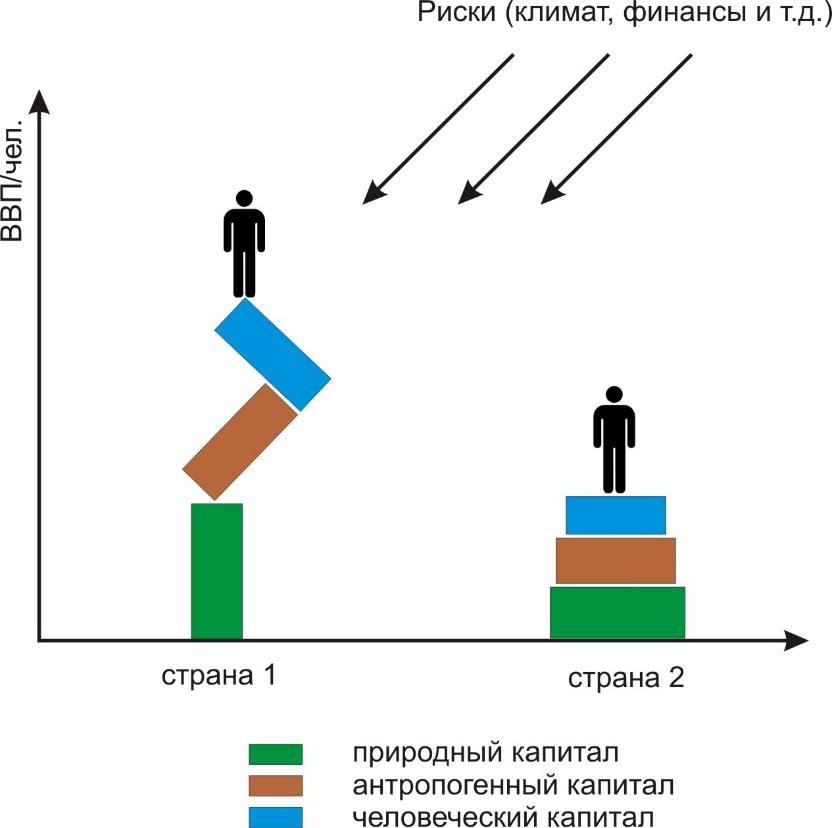 Риски (климат, финансы и т.д.)
ВВП/чел.
страна 1
страна 2
природный капитал
антропогенный капитал
человеческий капитал